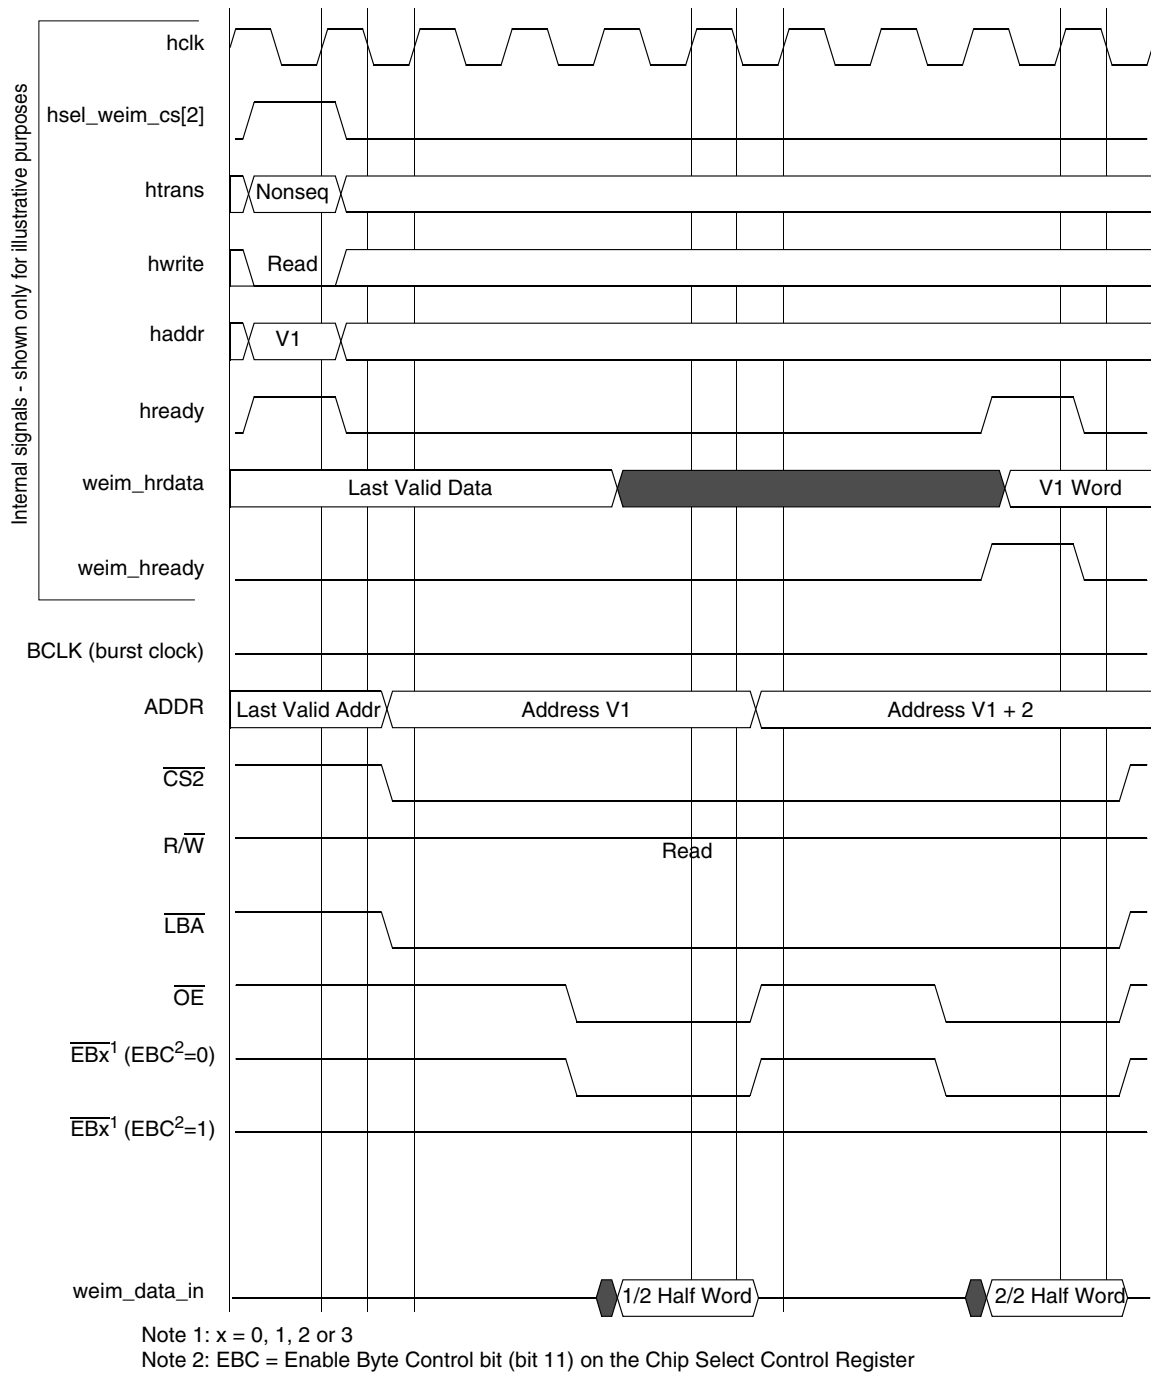 Internal signals - shown only for illustrative purposes
hclk
hsel_weim_cs[2]
htrans
Nonseq
hwrite
Read
haddr
V1
hready
weim_hrdata
Last Valid Data
V1 Word
weim_hready
BCLK (burst clock)
ADDR
Last Valid Addr
Address V1
Address V1 + 2
CS2
R/W
Read
LBA
OE
EBx¹ (EBC²=0)
EBx¹ (EBC²=1)
weim_data_in
1/2 Half Word
2/2 Half Word
Note 1: x = 0, 1, 2 or 3
Note 2: EBC = Enable Byte Control bit (bit 11) on the Chip Select Control Register